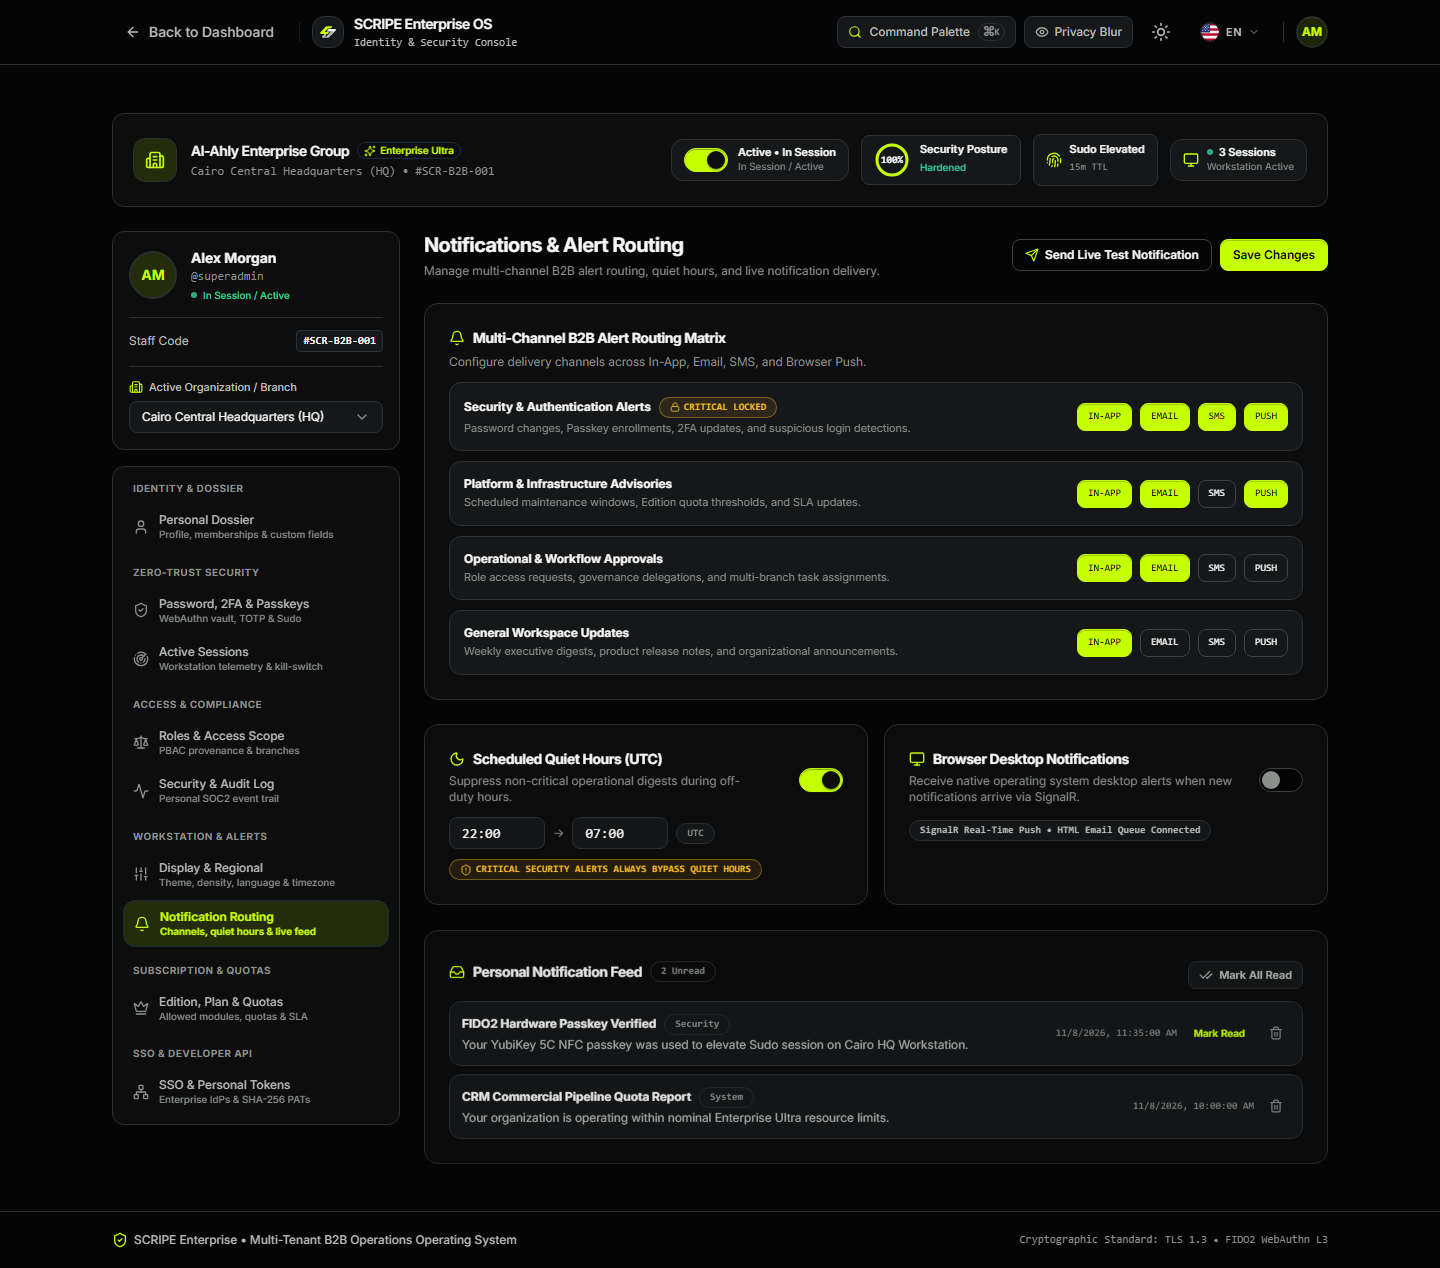 Back to Dashboard
SCRIPE Enterprise OS
Identity & Security Console
Command Palette ⌘K
Privacy Blur
EN
AM
Al-Ahly Enterprise Group
Enterprise Ultra
Cairo Central Headquarters (HQ) • #SCR-B2B-001
Active • In Session
In Session / Active
100%
Security Posture
Hardened
Sudo Elevated
15m TTL
3 Sessions
Workstation Active
AM
Alex Morgan
@superadmin
In Session / Active
Staff Code
#SCR-B2B-001
Active Organization / Branch
Cairo Central Headquarters (HQ)
IDENTITY & DOSSIER
Personal Dossier
Profile, memberships & custom fields
ZERO-TRUST SECURITY
Password, 2FA & Passkeys
WebAuthn vault, TOTP & Sudo
Active Sessions
Workstation telemetry & kill-switch
ACCESS & COMPLIANCE
Roles & Access Scope
PBAC provenance & branches
Security & Audit Log
Personal SOC2 event trail
WORKSTATION & ALERTS
Display & Regional
Theme, density, language & timezone
Notification Routing
Channels, quiet hours & live feed
SUBSCRIPTION & QUOTAS
Edition, Plan & Quotas
Allowed modules, quotas & SLA
SSO & DEVELOPER API
SSO & Personal Tokens
Enterprise IdPs & SHA-256 PATs
Notifications & Alert Routing
Manage multi-channel B2B alert routing, quiet hours, and live notification delivery.
Send Live Test Notification
Save Changes
Multi-Channel B2B Alert Routing Matrix
Configure delivery channels across In-App, Email, SMS, and Browser Push.
Security & Authentication Alerts
CRITICAL LOCKED
Password changes, Passkey enrollments, 2FA updates, and suspicious login detections.
IN-APP EMAIL SMS PUSH
Platform & Infrastructure Advisories
Scheduled maintenance windows, Edition quota thresholds, and SLA updates.
IN-APP EMAIL SMS PUSH
Operational & Workflow Approvals
Role access requests, governance delegations, and multi-branch task assignments.
IN-APP EMAIL SMS PUSH
General Workspace Updates
Weekly executive digests, product release notes, and organizational announcements.
IN-APP EMAIL SMS PUSH
Scheduled Quiet Hours (UTC)
Suppress non-critical operational digests during off-
duty hours.
22:00 → 07:00 UTC
CRITICAL SECURITY ALERTS ALWAYS BYPASS QUIET HOURS
Browser Desktop Notifications
Receive native operating system desktop alerts when new
notifications arrive via SignalR.
SignalR Real-Time Push • HTML Email Queue Connected
Personal Notification Feed
2 Unread
Mark All Read
FIDO2 Hardware Passkey Verified
Security
Your YubiKey 5C NFC passkey was used to elevate Sudo session on Cairo HQ Workstation.
11/8/2026, 11:35:00 AM
Mark Read
CRM Commercial Pipeline Quota Report
System
Your organization is operating within nominal Enterprise Ultra resource limits.
11/8/2026, 10:00:00 AM
SCRIPE Enterprise • Multi-Tenant B2B Operations Operating System
Cryptographic Standard: TLS 1.3 • FIDO2 WebAuthn L3